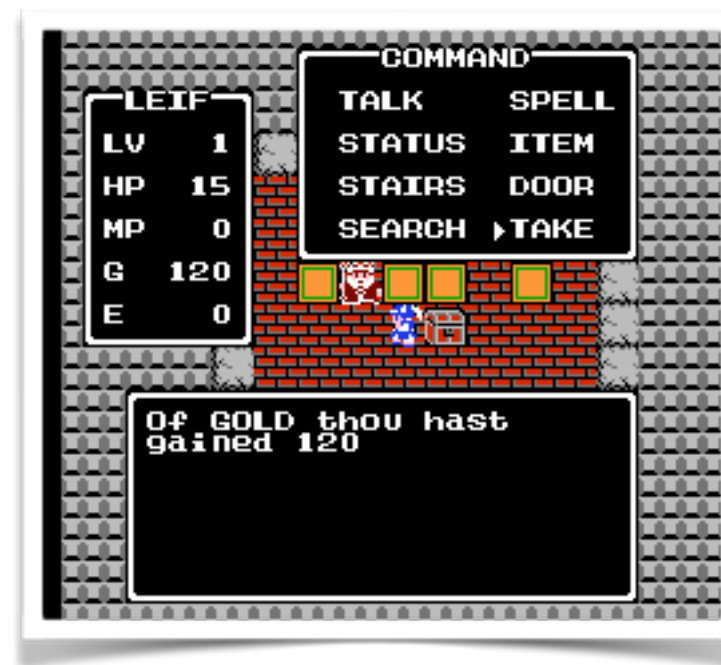 COMMAND
TALK SPELL
STATUS ITEM
STAIRS DOOR
SEARCH TAKE
LEIF
LV 1
HP 15
MP 0
G 120
E 0
Of GOLD thou hast
gained 120